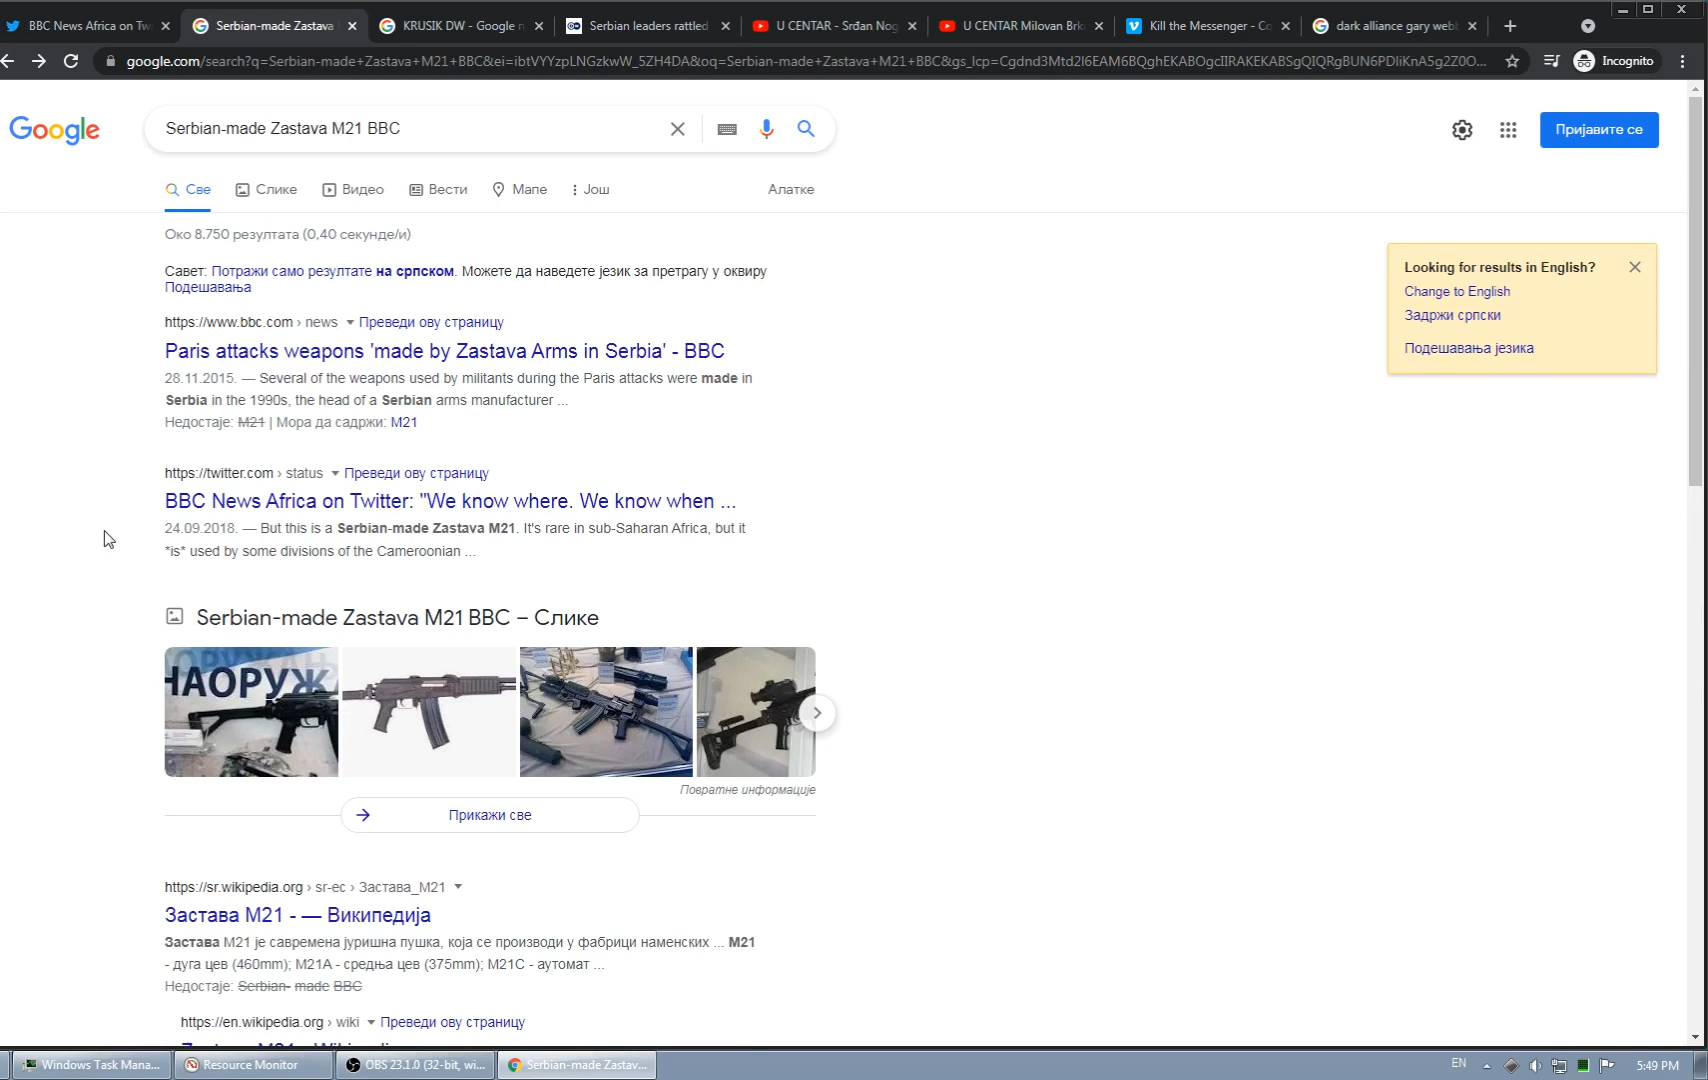 BBC News Africa on Tw
Serbian-made Zastava
KRUSIK DW - Google
Serbian leaders rattled
U CENTAR - Srđan Nog
U CENTAR Milovan Brk
Kill the Messenger - Co
dark alliance gary webb
google.com/search?q=Serbian-made+Zastava+M21+BBC&ei=ibtVYYzpLNGzkwW_5ZH4DA&oq=Serbian-made+Zastava+M21+BBC&gs_lcp=
Incognito
Google
Serbian-made Zastava M21 BBC
Пријавите се
Све
Слике
Видео
Вести
Мапе
Још
Алатке
Око 8.750 резултата (0,40 секунде/и)
Савет: Потражи само резултате на српском. Можете да наведете језик за претрагу у оквиру
Подешавања
Looking for results in English?
Change to English
Задржи српски
Подешавања језика
https://www.bbc.com › news Преведи ову страницу
Paris attacks weapons 'made by Zastava Arms in Serbia' - BBC
28.11.2015. — Several of the weapons used by militants during the Paris attacks were made in
Serbia in the 1990s, the head of a Serbian arms manufacturer ...
Недостаје: M21 | Мора да садржи: M21
https://twitter.com › status Преведи ову страницу
BBC News Africa on Twitter: "We know where. We know when ...
24.09.2018. — But this is a Serbian-made Zastava M21. It's rare in sub-Saharan Africa, but it
*is* used by some divisions of the Cameroonian ...
Serbian-made Zastava M21 BBC – Слике
НАОРУЖ
Повратне информације
Прикажи све
https://sr.wikipedia.org › sr-ec › Застава_М21
Застава М21 - — Википедија
Застава М21 је савремена јуришна пушка, која се производи у фабрици наменских ... М21
- дуга цев (460mm); М21А - средња цев (375mm); М21С - аутомат ...
Недостаје: Serbian- made BBC
https://en.wikipedia.org › wiki Преведи ову страницу
Windows Task Mana...
Resource Monitor
OBS 23.1.0 (32-bit, wi...
Serbian-made Zastav...
EN
5:49 PM